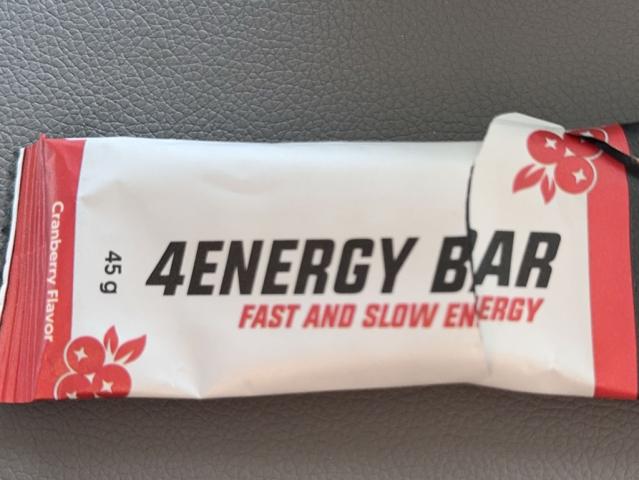 Cranberry Flavor
45 g
4ENERGY BAR
FAST AND SLOW ENERGY